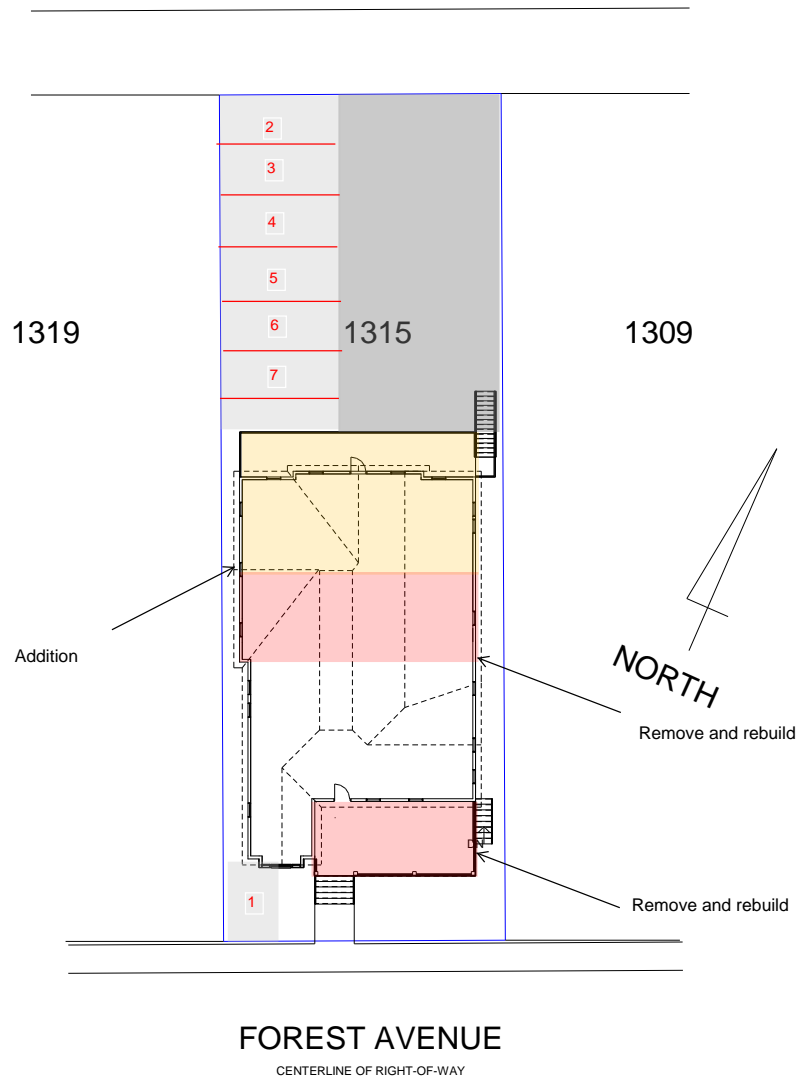 2
3
4
5
6
7
1319
1315
1309
Addition
NORTH
Remove and rebuild
1
Remove and rebuild
FOREST AVENUE
CENTERLINE OF RIGHT-OF-WAY